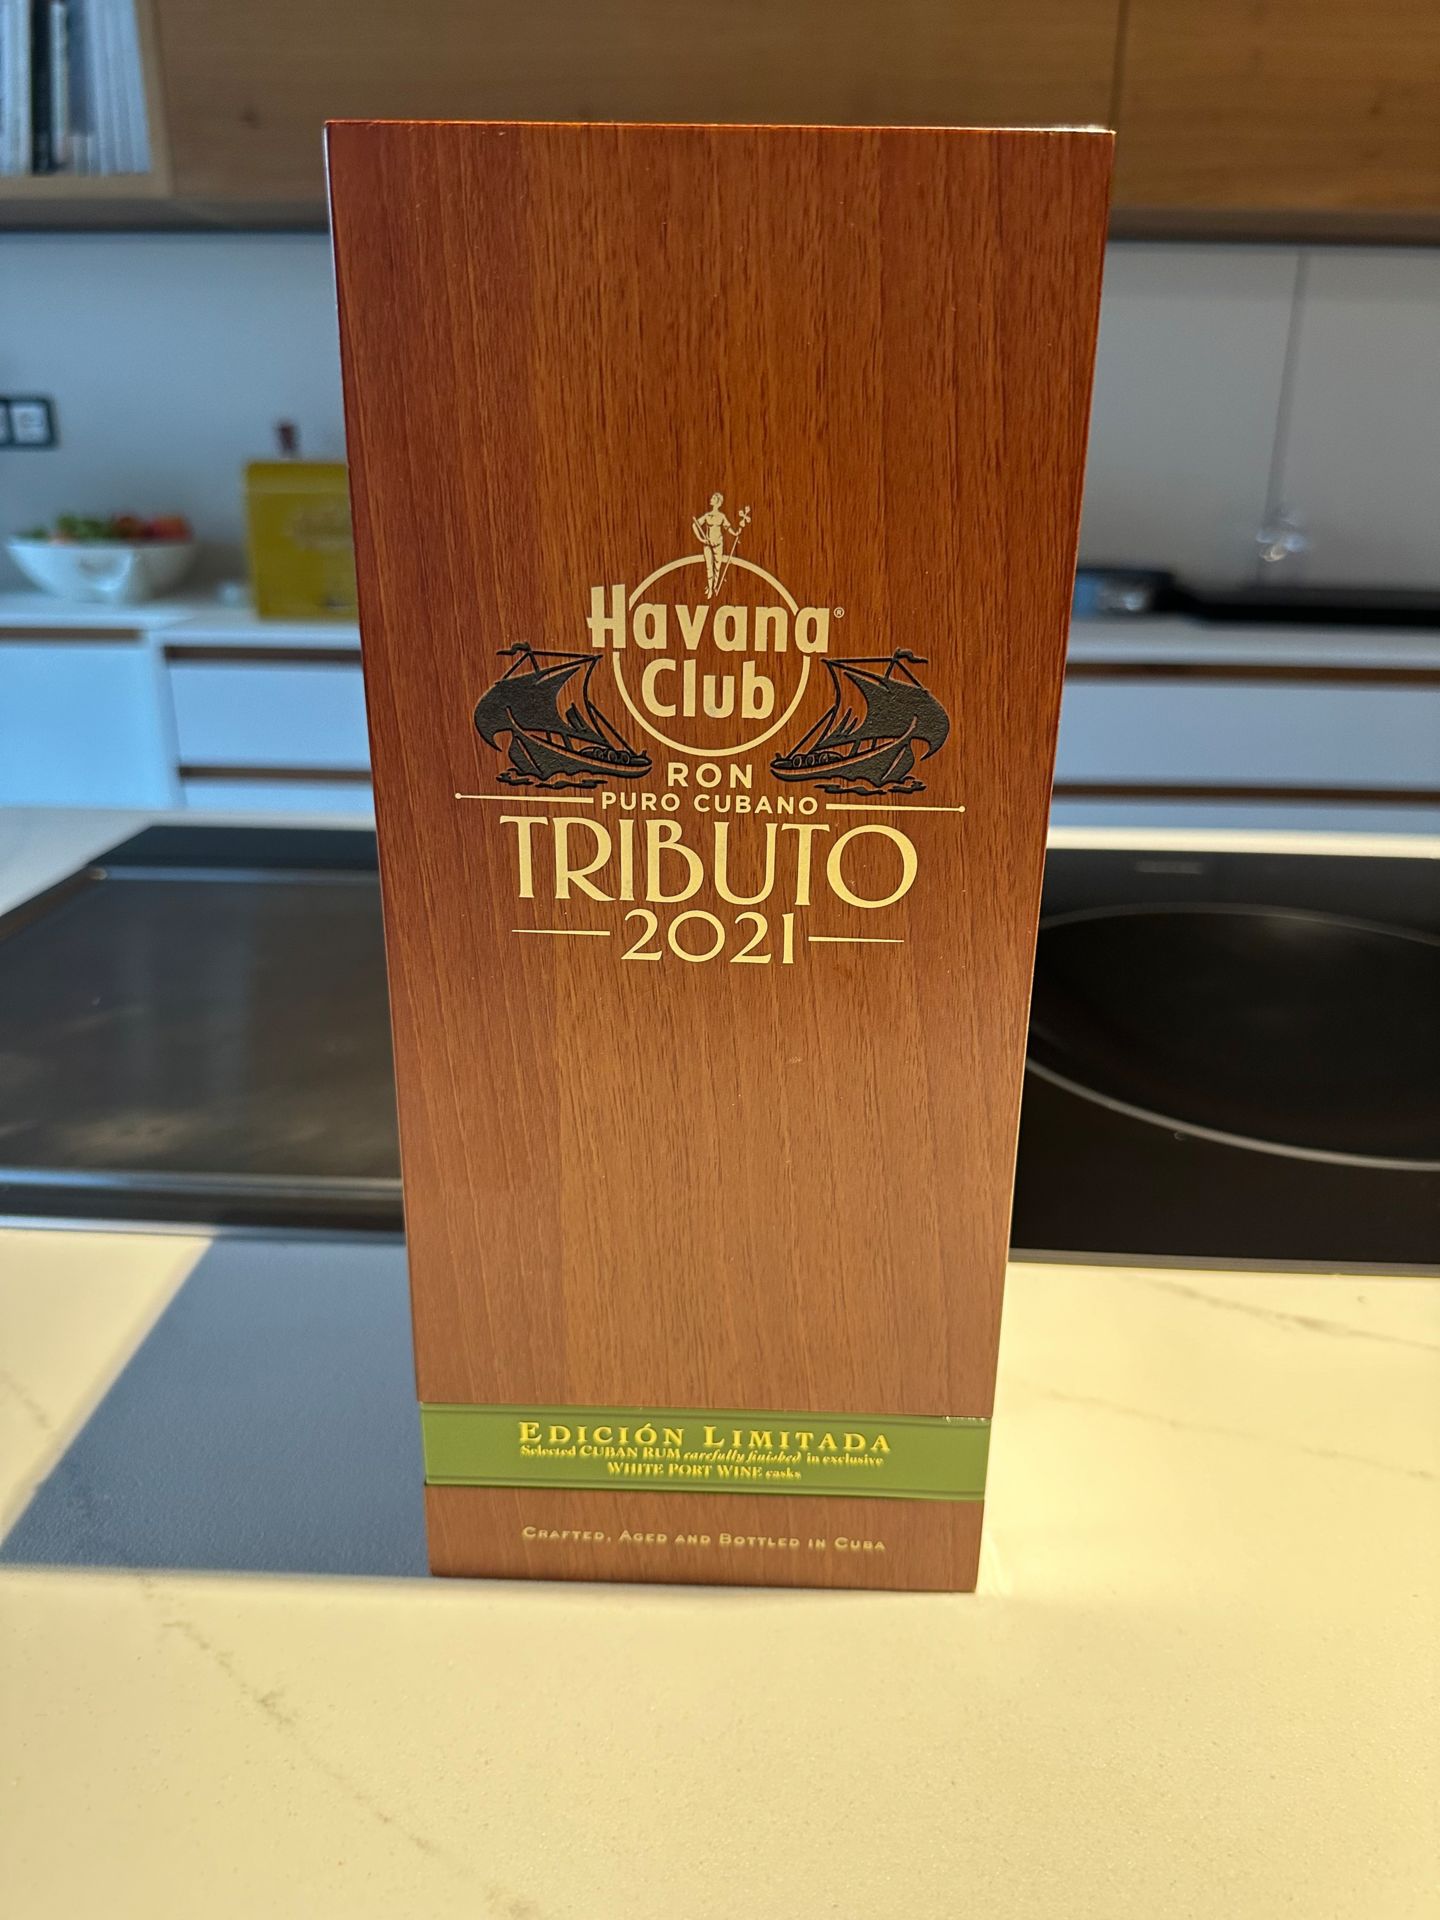 Havana®
Club
RON
PURO CUBANO
TRIBUTO
2021
EDICIÓN LIMITADA
Selected CUBAN RUM carefully finished in exclusive
WHITE PORT WINE casks
CRAFTED, AGED AND BOTTLED IN CUBA